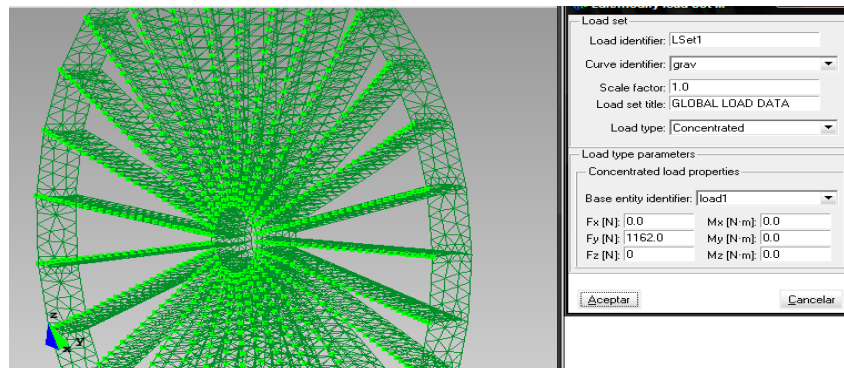 z
y
x
Load set
Load identifier: LSet1
Curve identifier: grav
Scale factor: 1.0
Load set title: GLOBAL LOAD DATA
Load type: Concentrated
Load type parameters
Concentrated load properties
Base entity identifier: load1
Fx [N]: 0.0 Mx [N·m]: 0.0
Fy [N]: 1162.0 My [N·m]: 0.0
Fz [N]: 0 Mz [N·m]: 0.0
Aceptar Cancelar